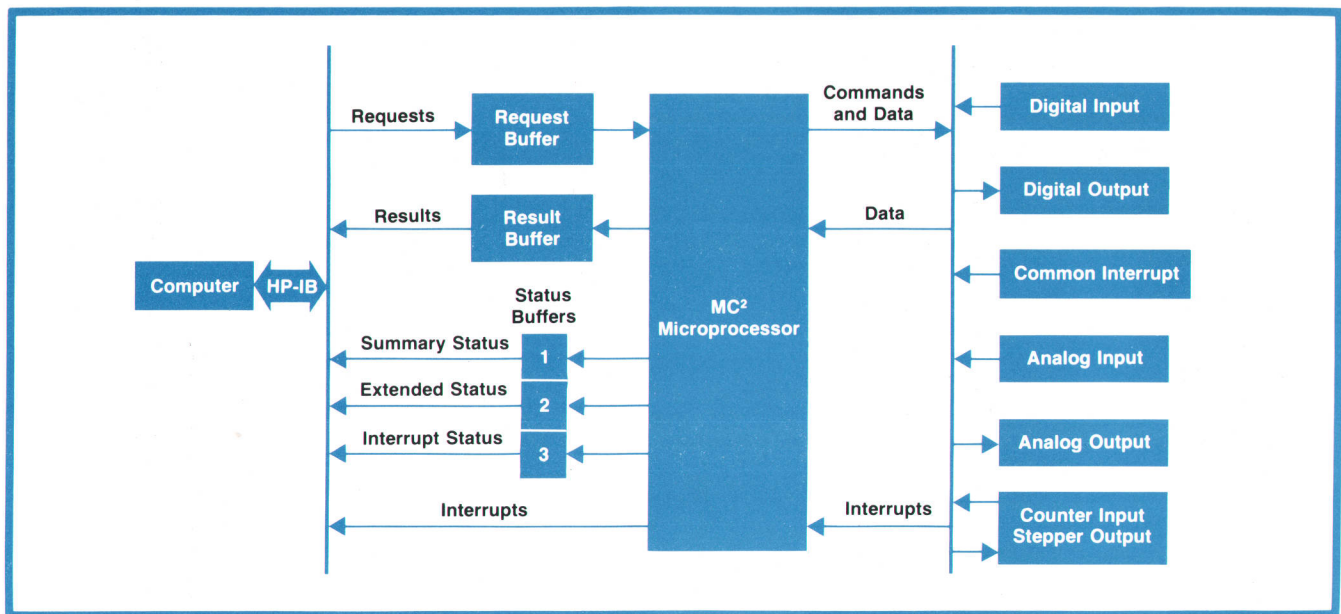 Computer
HP-IB
Requests
Request
Buffer
Results
Result
Buffer
Status
Buffers
Summary Status
1
Extended Status
2
Interrupt Status
3
Interrupts
MC²
Microprocessor
Commands
and Data
Data
Interrupts
Digital Input
Digital Output
Common Interrupt
Analog Input
Analog Output
Counter Input
Stepper Output